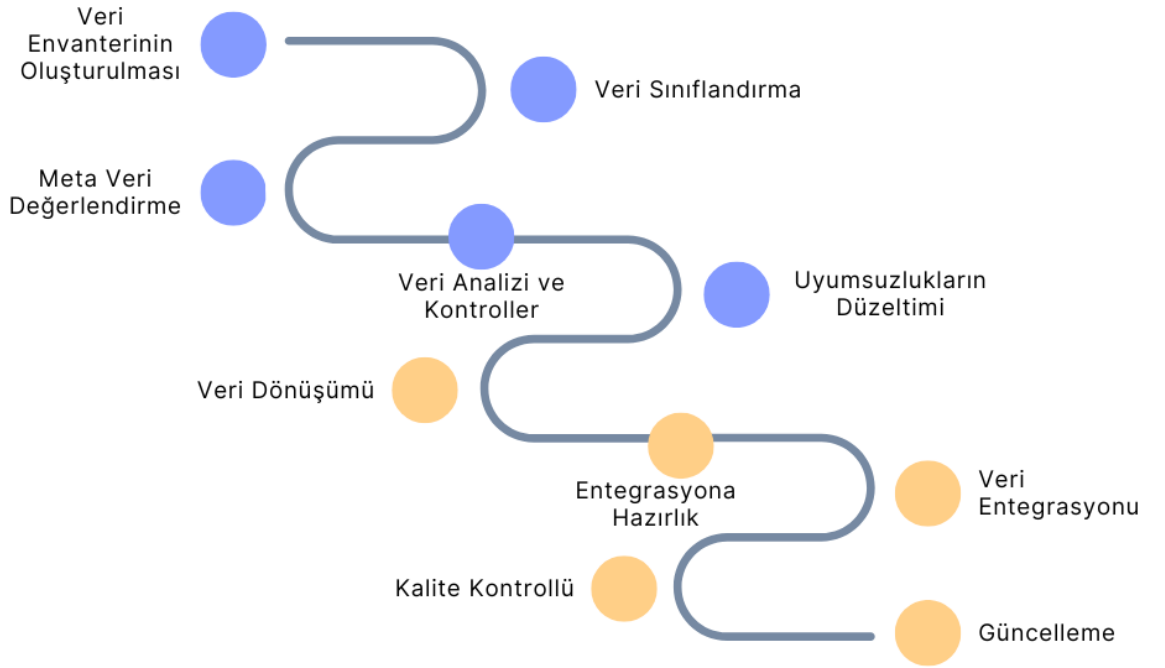 Veri
Envanterinin
Oluşturulması
Veri Sınıflandırma
Meta Veri
Değerlendirme
Veri Analizi ve
Kontroller
Uyumsuzlukların
Düzeltimi
Veri Dönüşümü
Entegrasyona
Hazırlık
Veri
Entegrasyonu
Kalite Kontrollü
Güncelleme